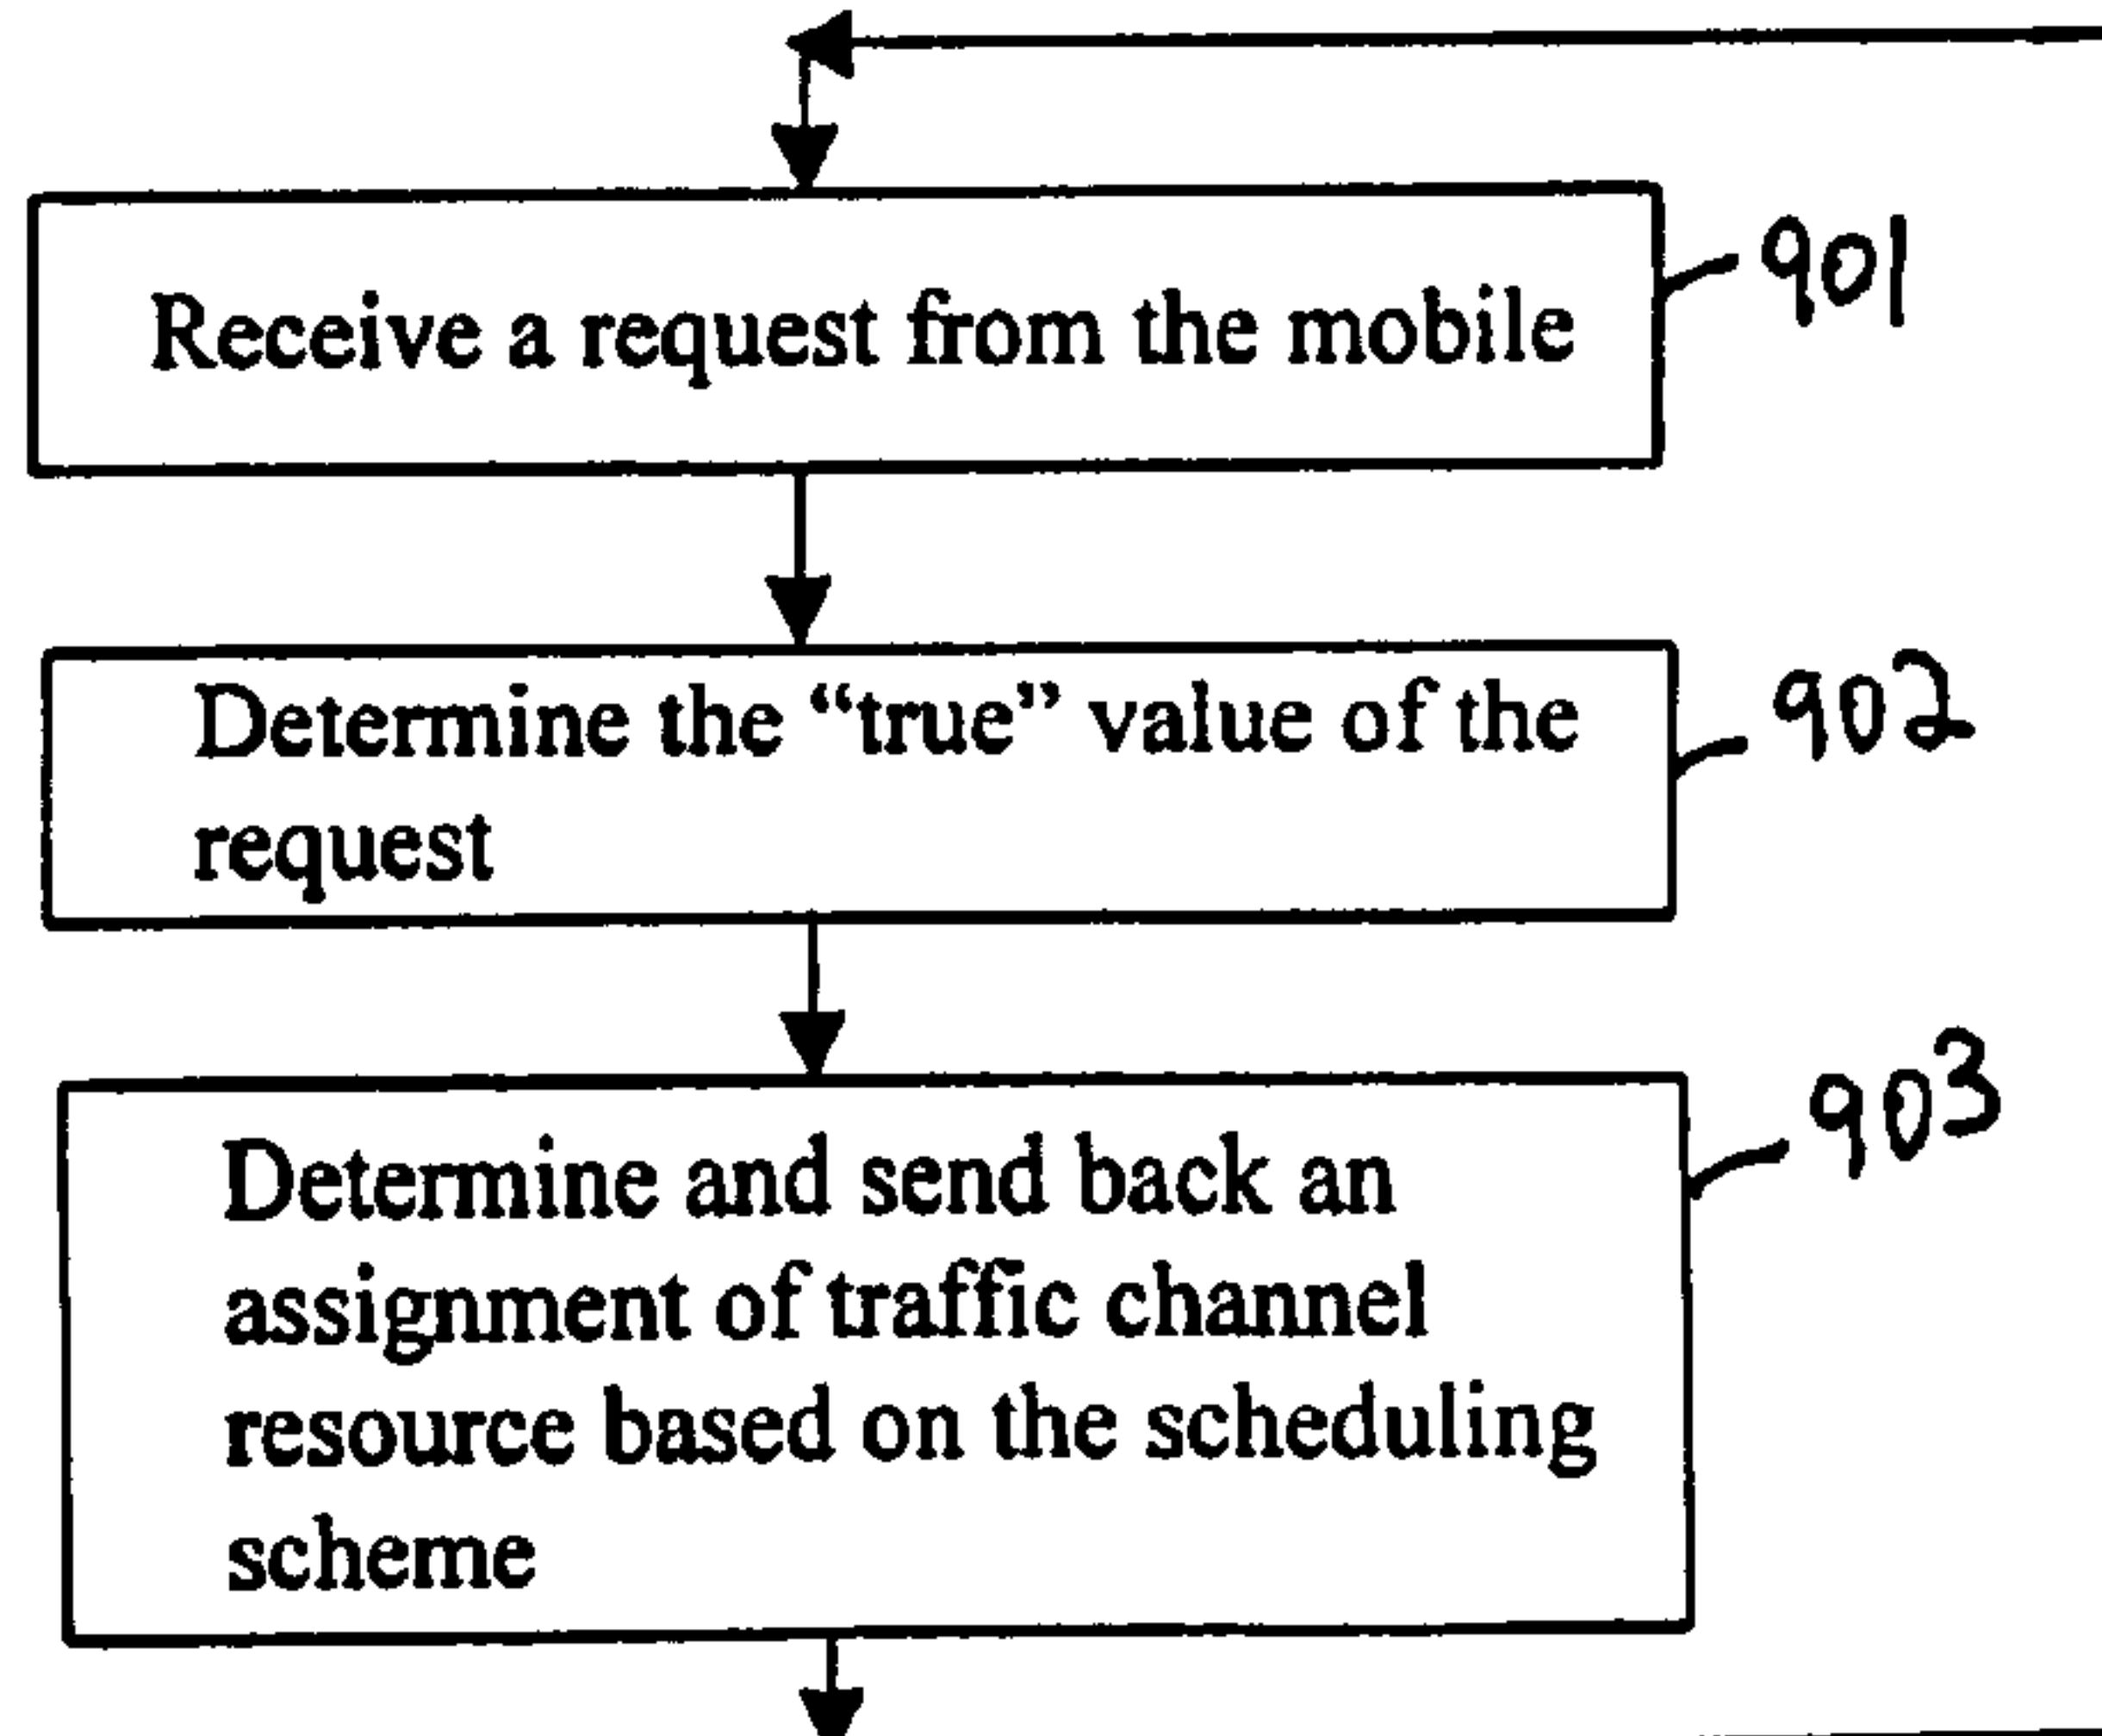 Receive a request from the mobile
901
Determine the “true” value of the
request
902
Determine and send back an
assignment of traffic channel
resource based on the scheduling
scheme
903